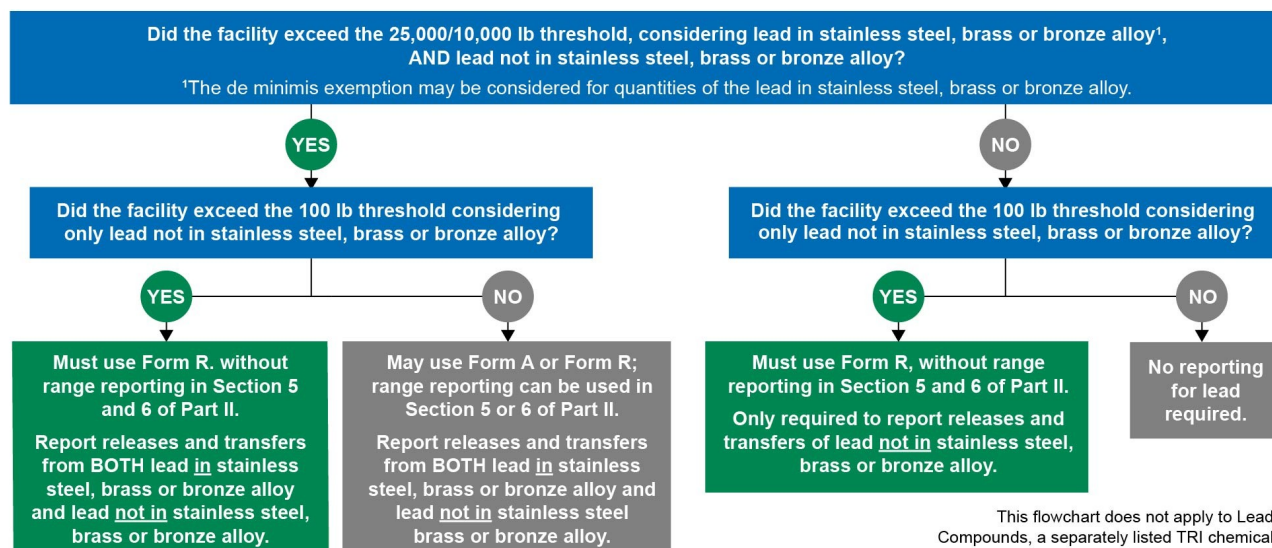 Did the facility exceed the 25,000/10,000 lb threshold, considering lead in stainless steel, brass or bronze alloy¹,
AND lead not in stainless steel, brass or bronze alloy?
¹The de minimis exemption may be considered for quantities of the lead in stainless steel, brass or bronze alloy.
YES
NO
Did the facility exceed the 100 lb threshold considering
only lead not in stainless steel, brass or bronze alloy?
Did the facility exceed the 100 lb threshold considering
only lead not in stainless steel, brass or bronze alloy?
YES
NO
YES
NO
Must use Form R. without
range reporting in Section 5
and 6 of Part II.
Report releases and transfers
from BOTH lead in stainless
steel, brass or bronze alloy
and lead not in stainless steel,
brass or bronze alloy.
May use Form A or Form R;
range reporting can be used in
Section 5 or 6 of Part II.
Report releases and transfers
from BOTH lead in stainless
steel, brass or bronze alloy and
lead not in stainless steel
brass or bronze alloy.
Must use Form R, without range
reporting in Section 5 and 6 of Part II.
Only required to report releases and
transfers of lead not in stainless steel,
brass or bronze alloy.
No reporting
for lead
required.
This flowchart does not apply to Lead
Compounds, a separately listed TRI chemical